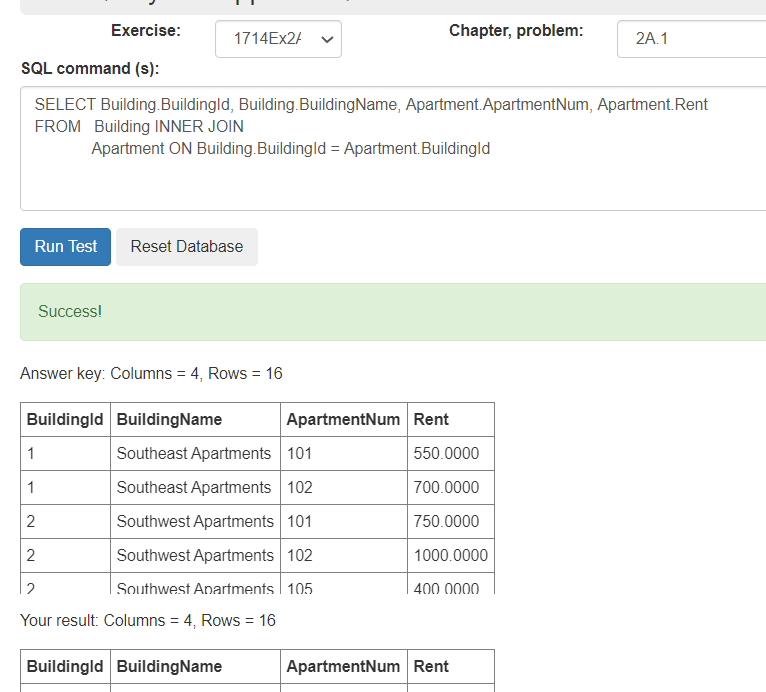 Exercise: 1714Ex2A Chapter, problem: 2A.1
SQL command (s):
SELECT Building.BuildingId, Building.BuildingName, Apartment.ApartmentNum, Apartment.Rent
FROM Building INNER JOIN
Apartment ON Building.BuildingId = Apartment.BuildingId
Run Test Reset Database
Success!
Answer key: Columns = 4, Rows = 16
BuildingId BuildingName ApartmentNum Rent
1 Southeast Apartments 101 550.0000
1 Southeast Apartments 102 700.0000
2 Southwest Apartments 101 750.0000
2 Southwest Apartments 102 1000.0000
2 Southwest Apartments 105 400.0000
Your result: Columns = 4, Rows = 16
BuildingId BuildingName ApartmentNum Rent